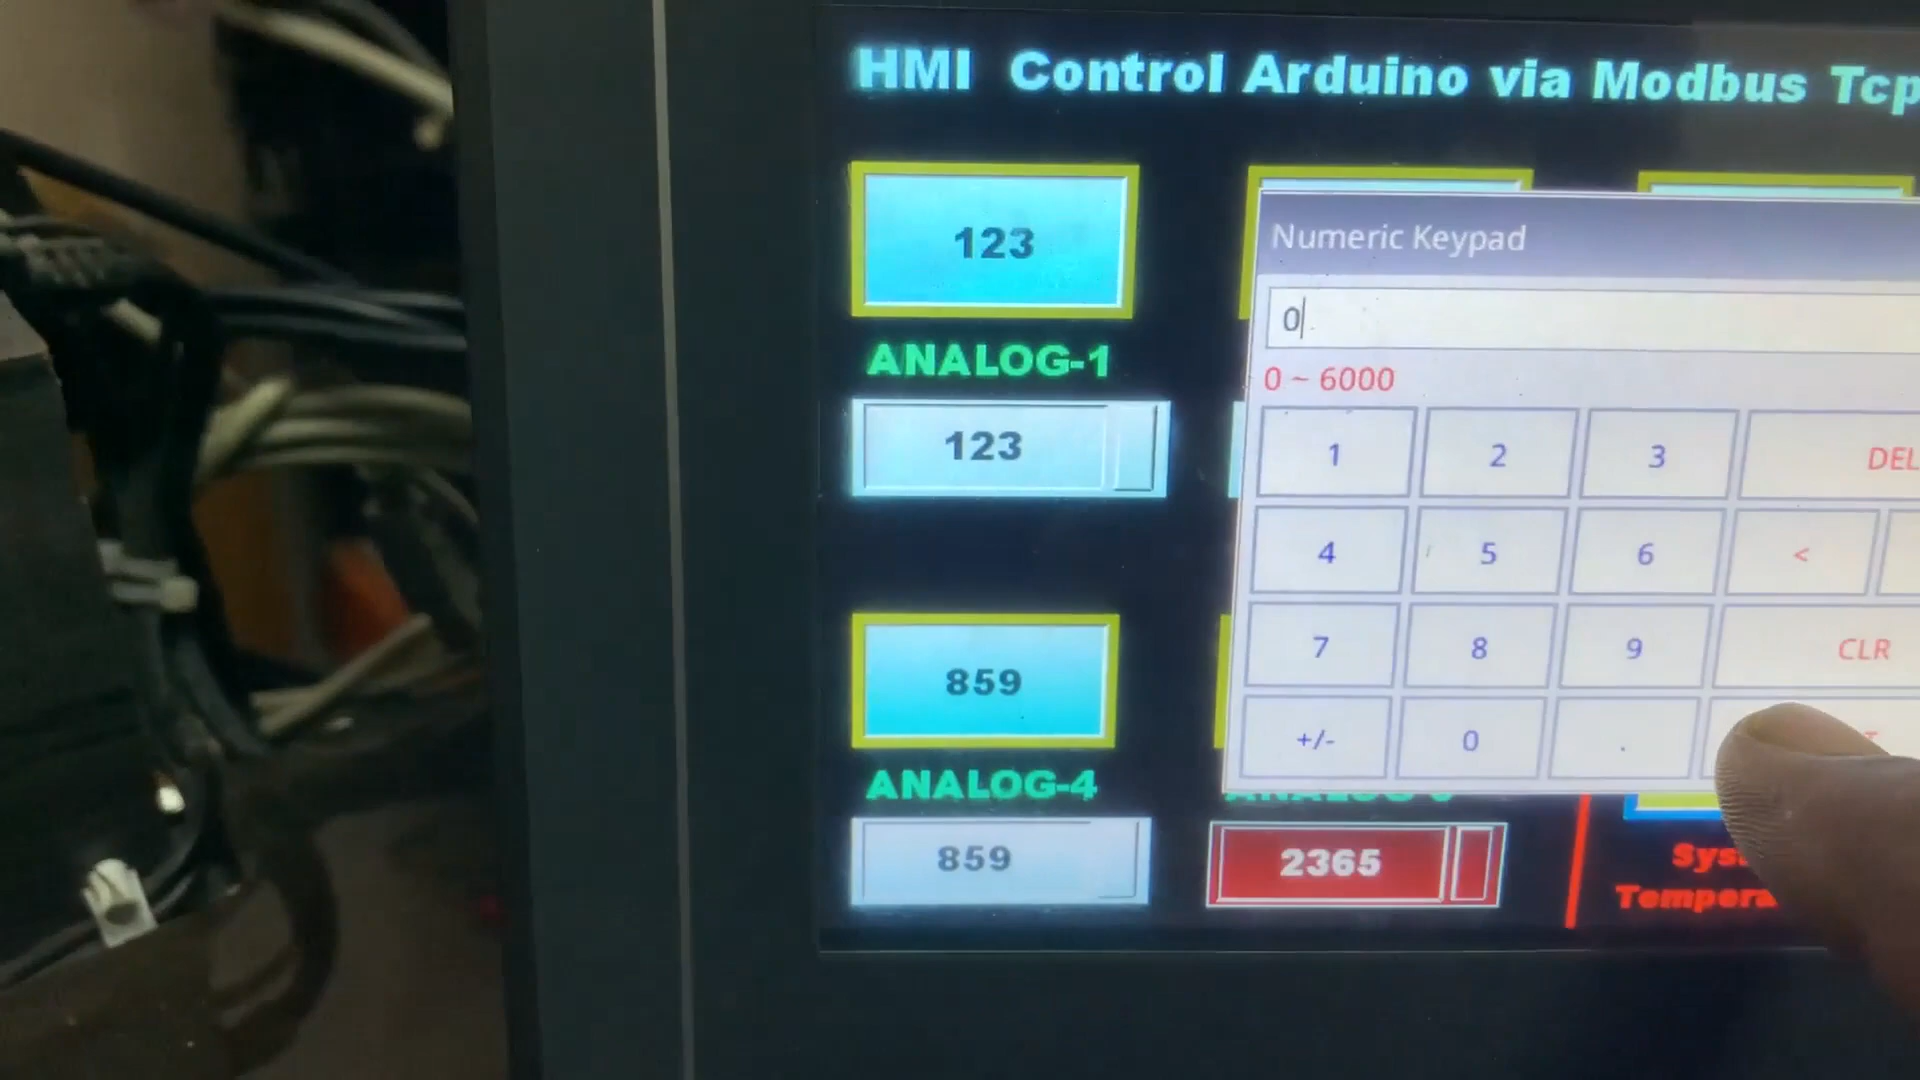 HMI Control Arduino via Modbus Tcp
123
Numeric Keypad
0
0 ~ 6000
ANALOG-1
123
1 2 3 DEL
4 5 6 <
7 8 9 CLR
+/- 0 .
859
ANALOG-4
859
2365